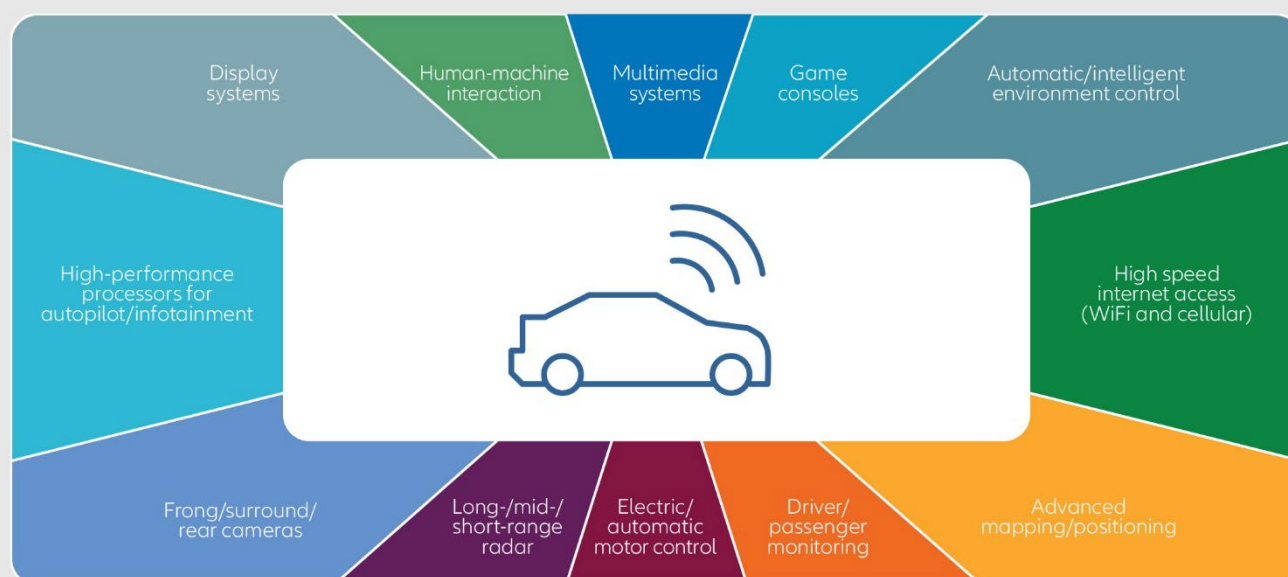 Display
systems
Human-machine
interaction
Multimedia
systems
Game
consoles
Automatic/intelligent
environment control
High-performance
processors for
autopilot/infotainment
High speed
internet access
(WiFi and cellular)
Frong/surround/
rear cameras
Long-/mid-/
short-range
radar
Electric/
automatic
motor control
Driver/
passenger
monitoring
Advanced
mapping/positioning